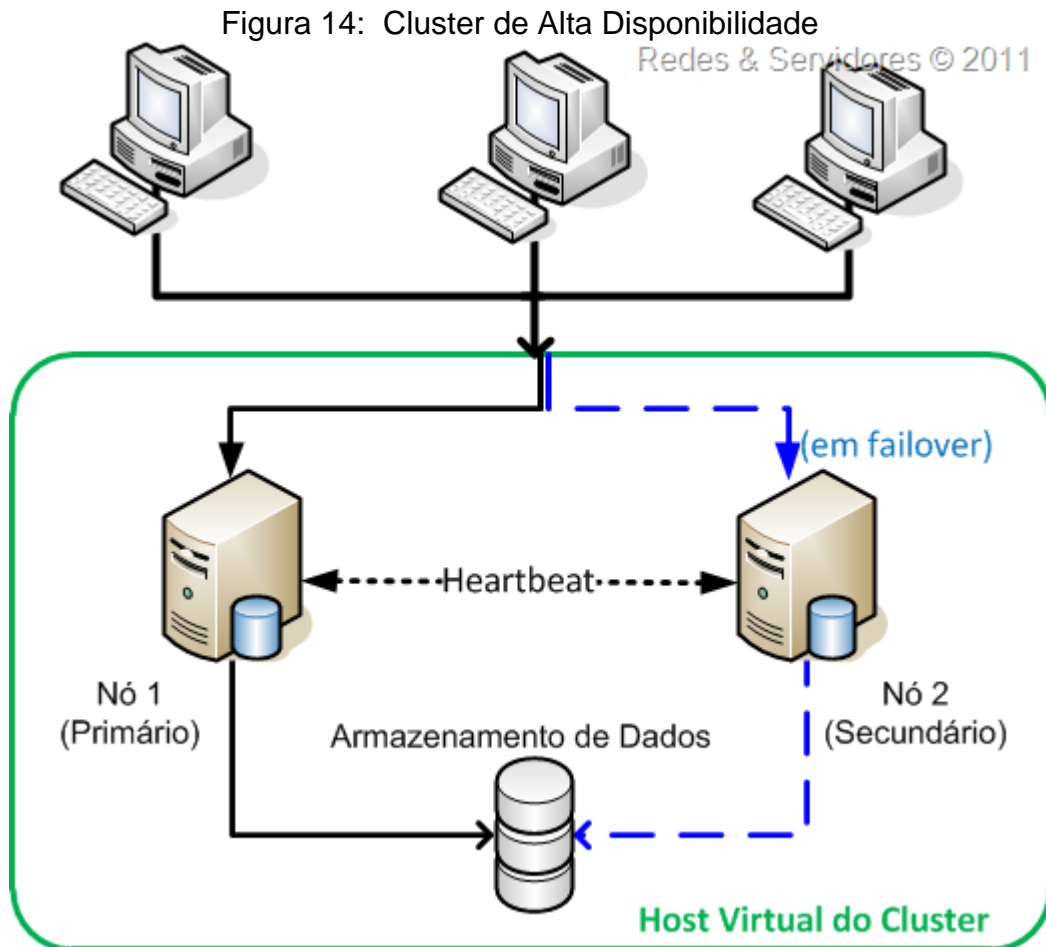 Figura 14: Cluster de Alta Disponibilidade
Redes & Servidores © 2011
(em failover)
Heartbeat
Nó 1
(Primário)
Nó 2
(Secundário)
Armazenamento de Dados
Host Virtual do Cluster